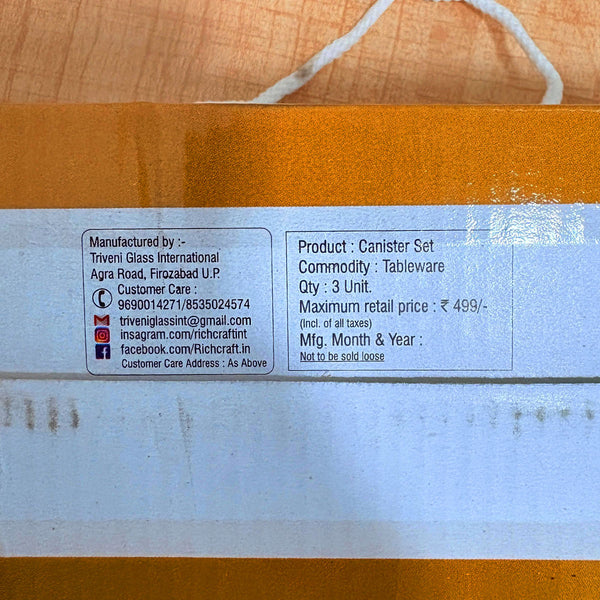 Manufactured by :-
Triveni Glass International
Agra Road, Firozabad U.P.
Customer Care :
9690014271/8535024574
triveniglassint@gmail.com
insagram.com/richcraftint
facebook.com/Richcraft.in
Customer Care Address : As Above
Product : Canister Set
Commodity : Tableware
Qty : 3 Unit.
Maximum retail price : ₹ 499/-
(Incl. of all taxes)
Mfg. Month & Year :
Not to be sold loose